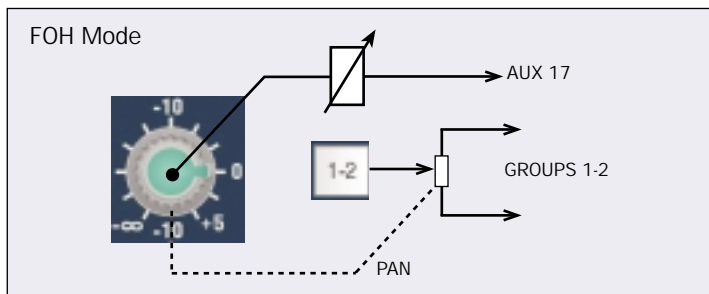 FOH Mode
AUX 17
-10
0
1-2
GROUPS 1-2
-∞
-10
+5
PAN